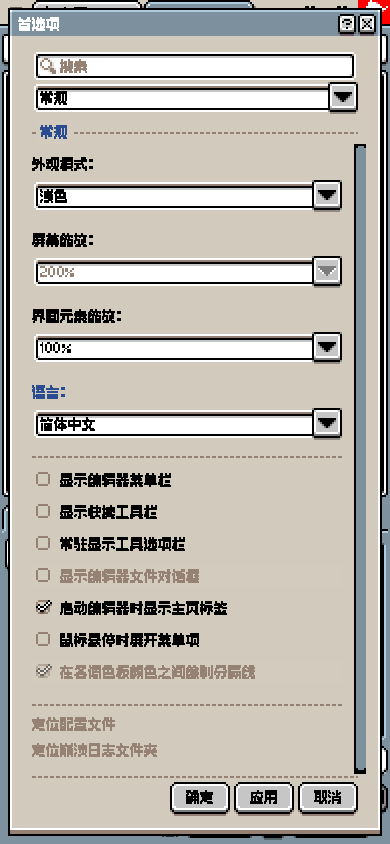 首选项
搜索
常规
常规
外观模式:
浅色
屏幕缩放:
200%
界面元素缩放:
100%
语言:
简体中文
显示编辑器菜单栏
显示快捷工具栏
常驻显示工具选项栏
显示编辑器文件对话框
启动编辑器时显示主页标签
鼠标悬停时展开菜单项
在各调色板颜色之间绘制分隔线
定位配置文件
定位崩溃日志文件夹
确定
应用
取消